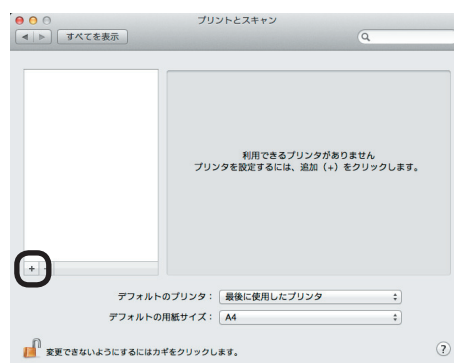 プリントとスキャン
すべてを表示
利用できるプリンタがありません
プリンタを設定するには、追加（+）をクリックします。
+ -
デフォルトのプリンタ： 最後に使用したプリンタ
デフォルトの用紙サイズ： A4
変更できないようにするにはカギをクリックします。
?